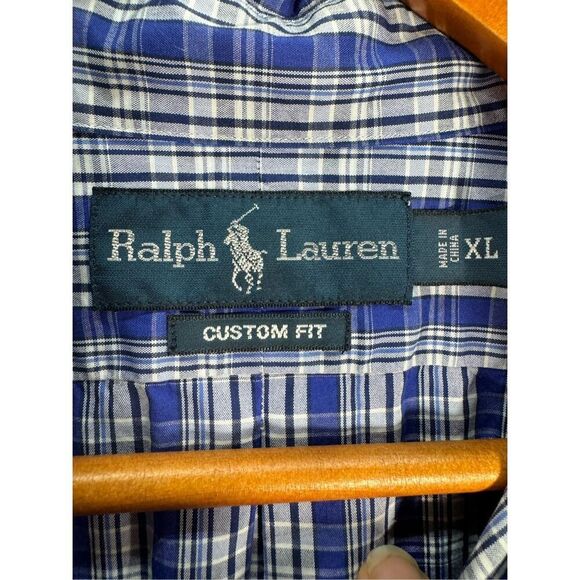 Ralph Lauren
MADE IN
CHINA
XL
CUSTOM FIT